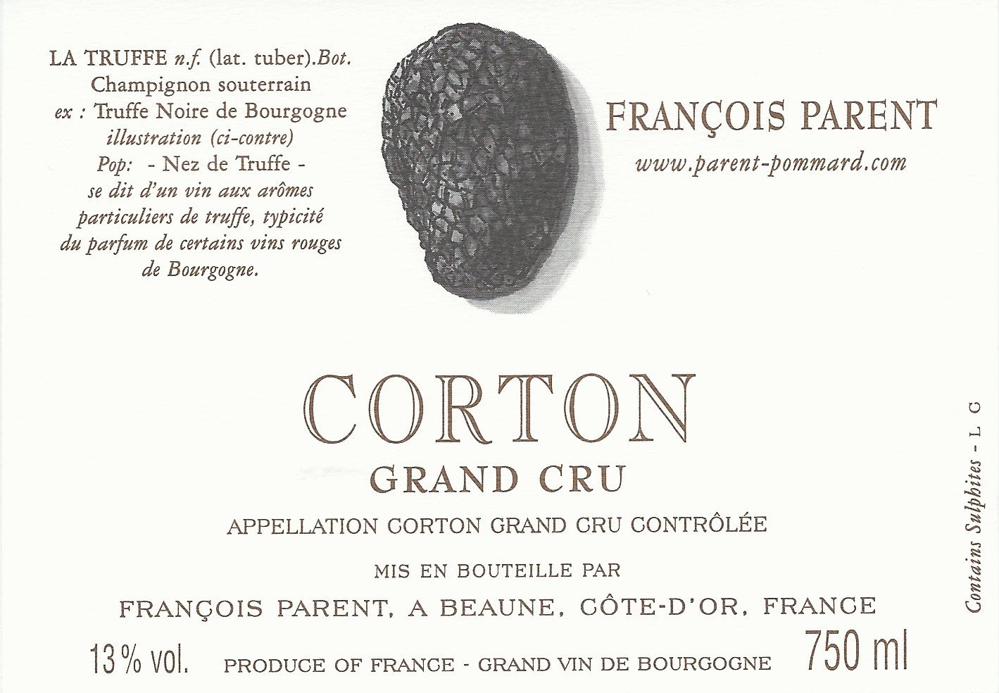 LA TRUFFE n.f. (lat. tuber).Bot.
Champignon souterrain
ex : Truffe Noire de Bourgogne
illustration (ci-contre)
Pop: - Nez de Truffe -
se dit d'un vin aux arômes
particuliers de truffe, typicité
du parfum de certains vins rouges
de Bourgogne.
FRANÇOIS PARENT
www.parent-pommard.com
CORTON
GRAND CRU
APPELLATION CORTON GRAND CRU CONTRÔLÉE
MIS EN BOUTEILLE PAR
FRANÇOIS PARENT, A BEAUNE, CÔTE-D'OR, FRANCE
13% vol.
PRODUCE OF FRANCE - GRAND VIN DE BOURGOGNE
750 ml
Contains Sulphites - L C